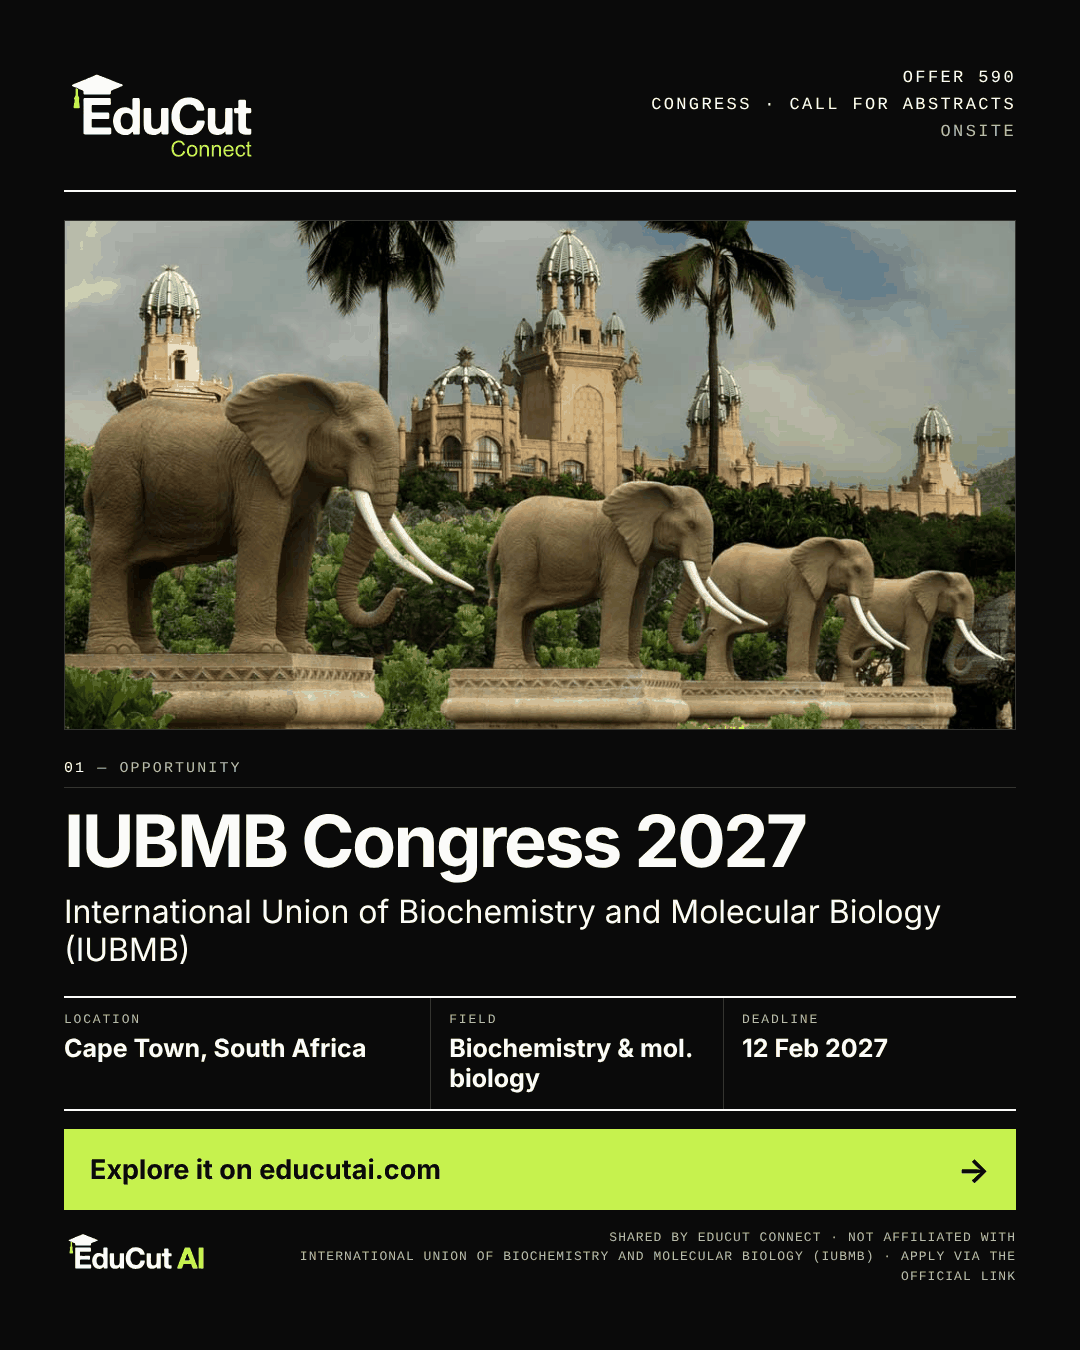 EduCut
Connect
OFFER 590
CONGRESS · CALL FOR ABSTRACTS
ONSITE
01 — OPPORTUNITY
IUBMB Congress 2027
International Union of Biochemistry and Molecular Biology
(IUBMB)
LOCATION
Cape Town, South Africa
FIELD
Biochemistry & mol.
biology
DEADLINE
12 Feb 2027
Explore it on educutai.com →
EduCut AI
SHARED BY EDUCUT CONNECT · NOT AFFILIATED WITH
INTERNATIONAL UNION OF BIOCHEMISTRY AND MOLECULAR BIOLOGY (IUBMB) · APPLY VIA THE
OFFICIAL LINK